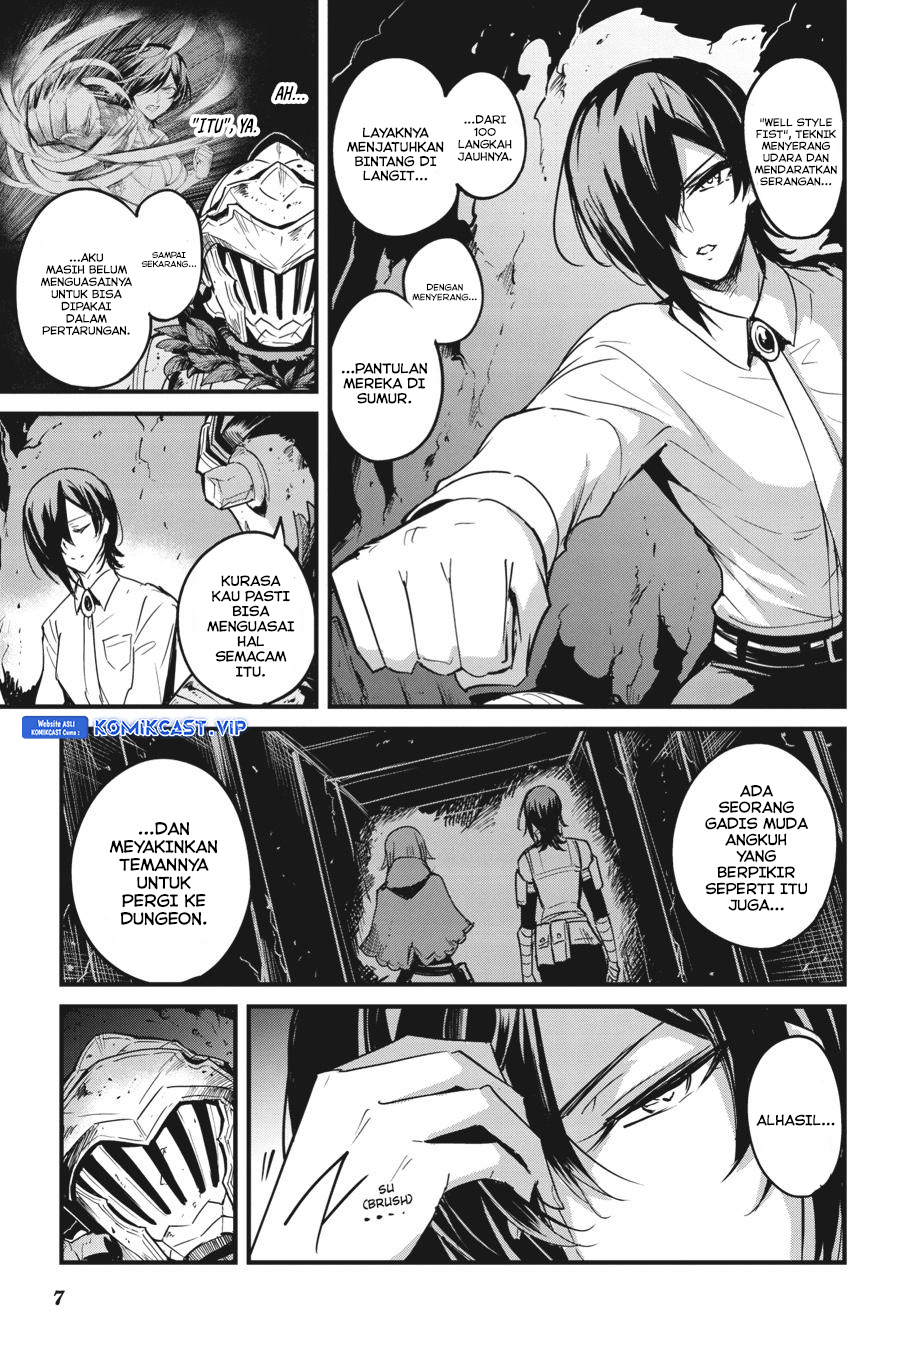 "WELL STYLE
FIST", TEKNIK
MENYERANG
UDARA DAN
MENDARATKAN
SERANGAN...
...DARI
100
LANGKAH
JAUHNYA.
LAYAKNYA
MENJATUHKAN
BINTANG DI
LANGIT...
DENGAN
MENYERANG...
...PANTULAN
MEREKA DI
SUMUR.
AH...
"ITU", YA.
SAMPAI
SEKARANG...
...AKU
MASIH BELUM
MENGUASAINYA
UNTUK BISA
DIPAKAI
DALAM
PERTARUNGAN.
KURASA
KAU PASTI
BISA
MENGUASAI
HAL
SEMACAM
ITU.
Website ASLI
KOMIKCAST Cuma :
KOMIKCAST.VIP
ADA
SEORANG
GADIS MUDA
ANGKUH
YANG
BERPIKIR
SEPERTI ITU
JUGA...
...DAN
MEYAKINKAN
TEMANNYA
UNTUK
PERGI KE
DUNGEON.
ALHASIL...
SU
(BRUSH)
7